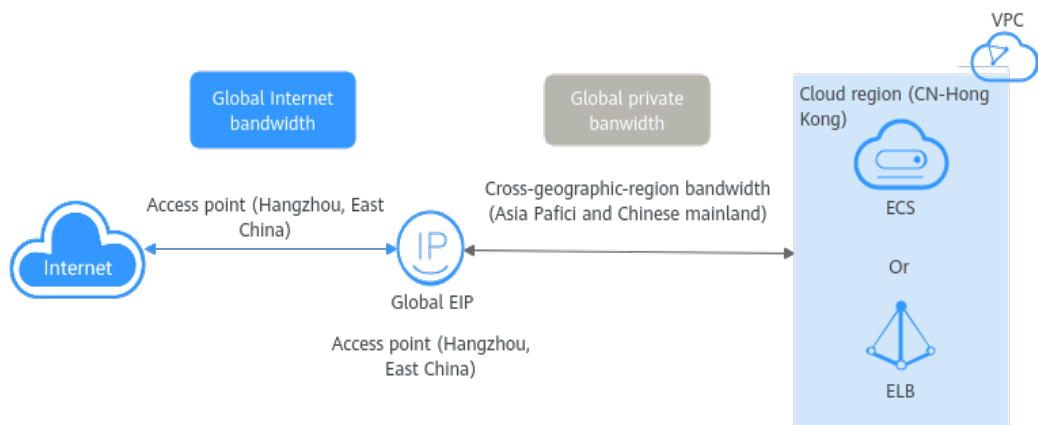 VPC
Global Internet
bandwidth
Global private
banwidth
Cloud region (CN-Hong
Kong)
Access point (Hangzhou, East
China)
Cross-geographic-region bandwidth
(Asia Pafici and Chinese mainland)
ECS
Internet
IP
Or
Global EIP
Access point (Hangzhou,
East China)
ELB